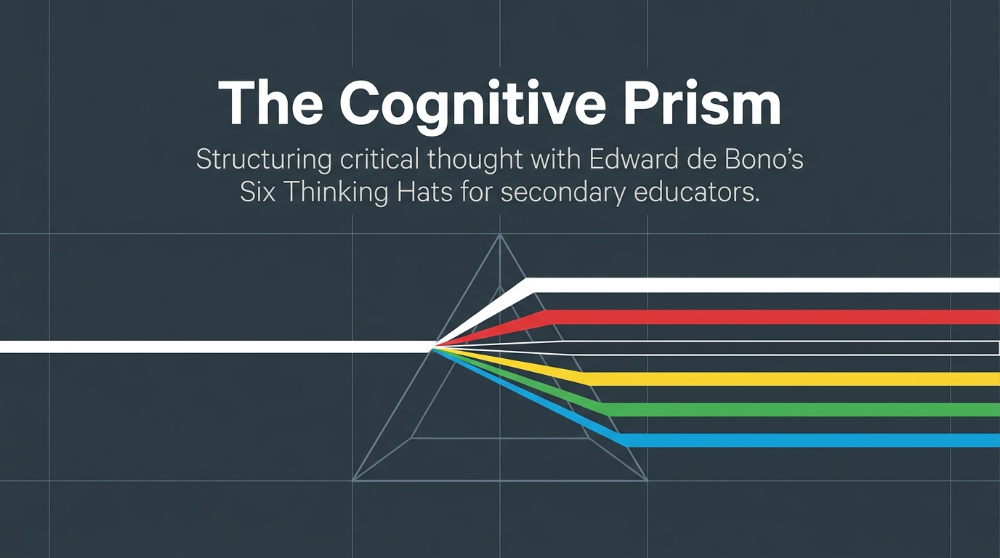 The Cognitive Prism
Structuring critical thought with Edward de Bono’s
Six Thinking Hats for secondary educators.